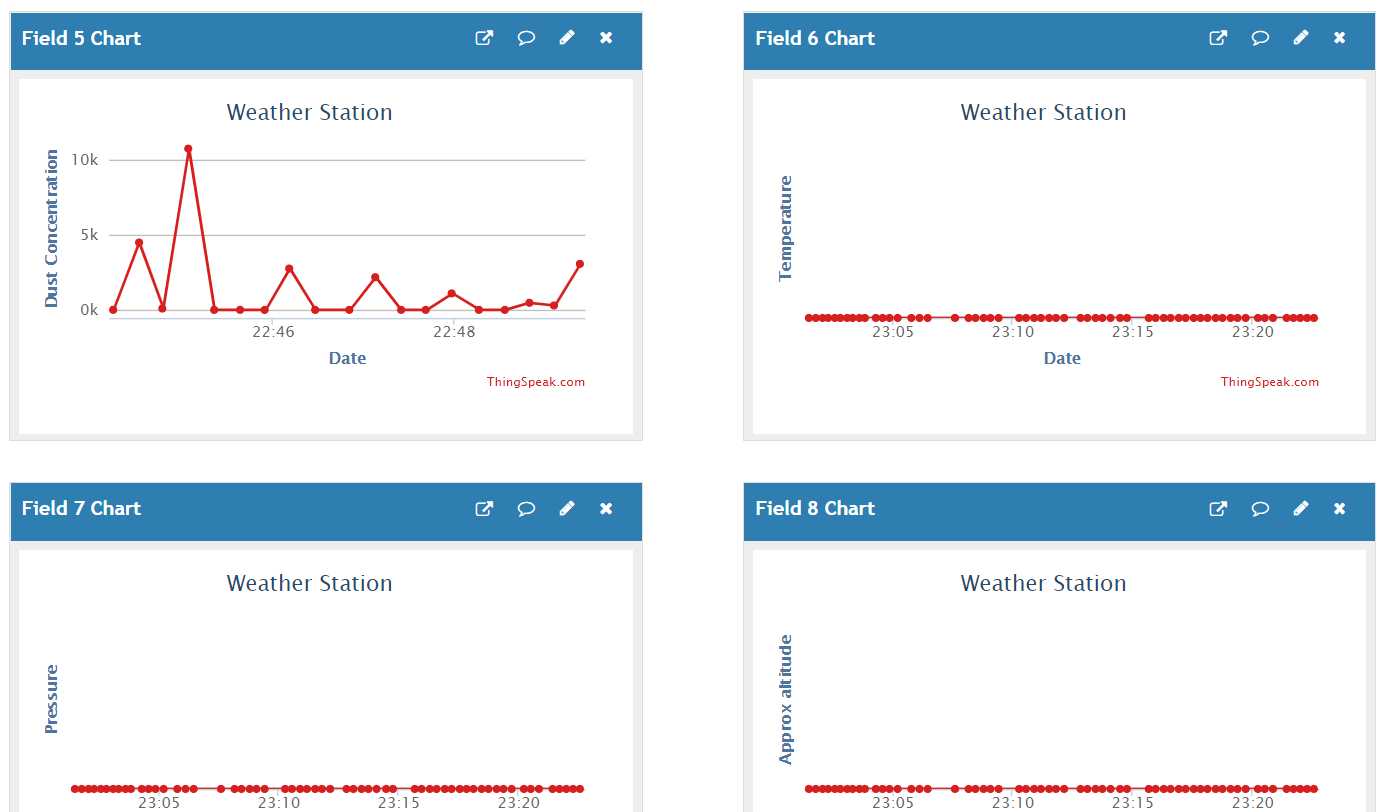 Field 5 Chart
Weather Station
Dust Concentration
10k
5k
0k
22:46 22:48
Date
ThingSpeak.com
Field 6 Chart
Weather Station
Temperature
23:05 23:10 23:15 23:20
Date
ThingSpeak.com
Field 7 Chart
Weather Station
Pressure
23:05 23:10 23:15 23:20
Field 8 Chart
Weather Station
Approx altitude
23:05 23:10 23:15 23:20